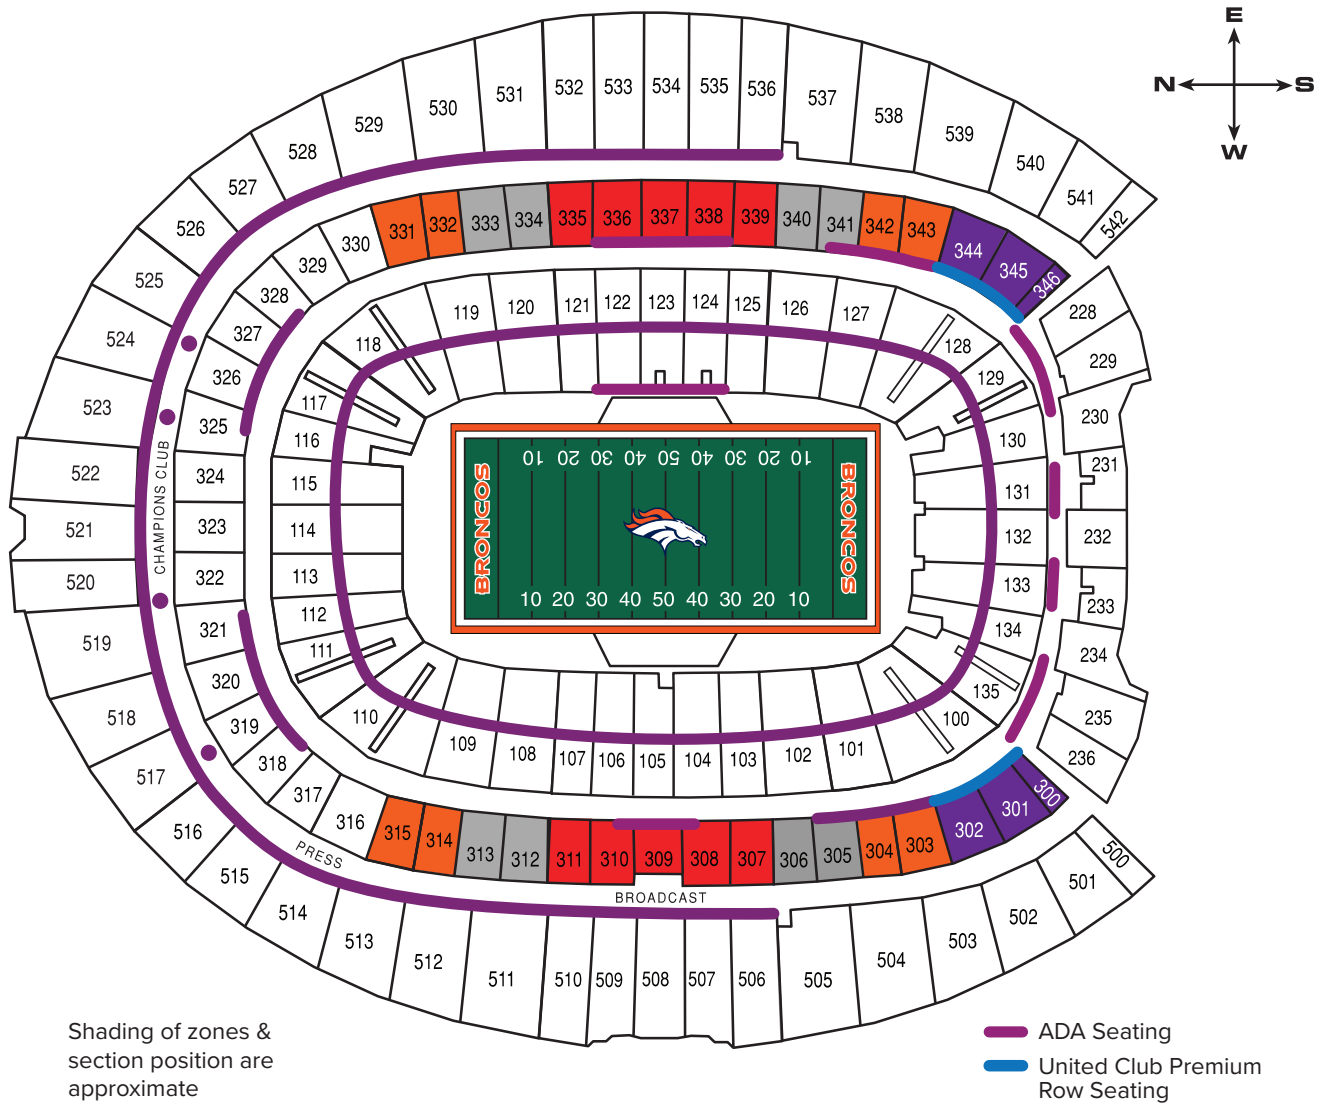 E
N S
W
532 533 534 535 536
531 537
530 538
529 539
528 540
527 541
526 542
525
524
523
522
521
520
519
518
517
516
515
514
513
512
511
510 509 508 507 506
505
504
503
502
501
500
331 332 333 334 335 336 337 338 339 340 341 342 343 344 345 346
330
329
328
327
326
325
324
323
322
321
320
319
318
317
316
315 314 313 312 311 310 309 308 307 306 305 304 303 302 301 300
228
229
230
231
232
233
234
235
236
119 120 121 122 123 124 125 126 127
118 128
117 129
116 130
115 131
114 132
113 133
112 134
111 135
110 100
109 108 107 106 105 104 103 102 101
CHAMPIONS CLUB
PRESS
BROADCAST
10 20 30 40 50 40 30 20 10
BRONCOS
BRONCOS
10 20 30 40 50 40 30 20 10
Shading of zones &
section position are
approximate
ADA Seating
United Club Premium
Row Seating